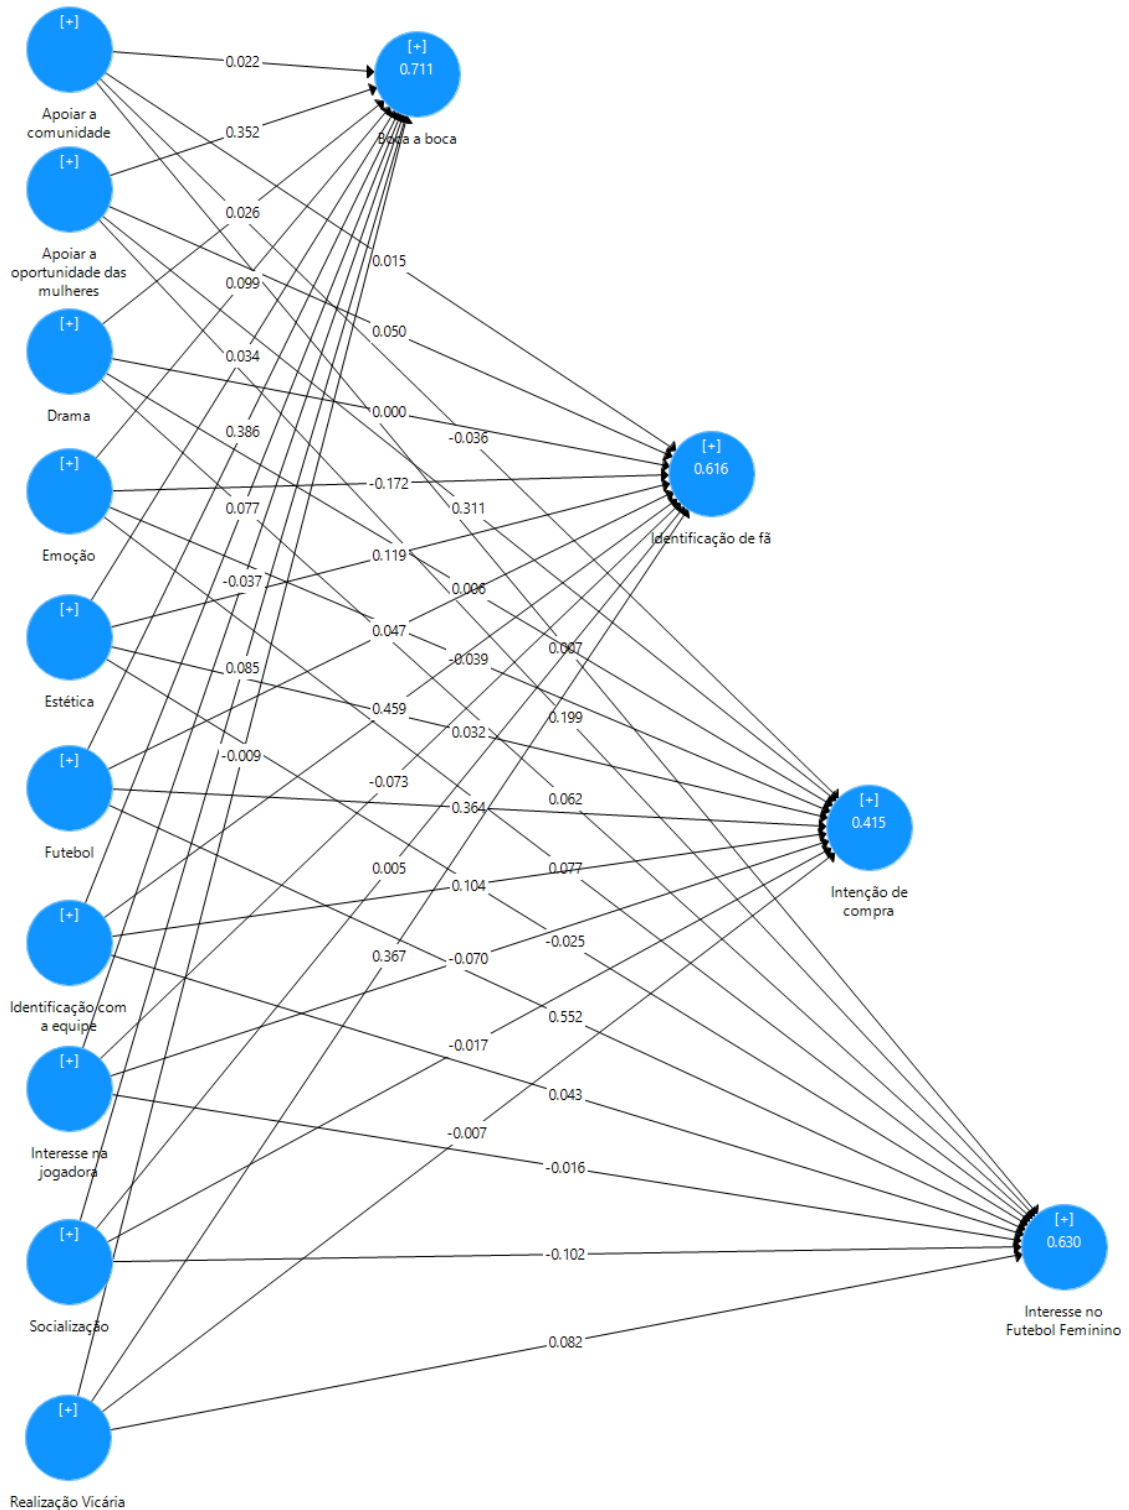 [+]
Apoiar a
comunidade
[+]
Apoiar a
oportunidade das
mulheres
[+]
Drama
[+]
Emoção
[+]
Estética
[+]
Futebol
[+]
Identificação com
a equipe
[+]
Interesse na
jogadora
[+]
Socialização
[+]
Realização Vicária
0.022
0.352
0.026
0.099
0.034
0.386
0.077
-0.037
0.085
-0.009
[+]
0.711
Boca a boca
0.015
0.050
0.000
-0.172
0.119
0.047
0.459
-0.073
0.005
0.367
[+]
0.616
Identificação de fã
-0.036
0.311
0.006
-0.039
0.032
0.364
0.104
-0.070
-0.017
-0.007
[+]
0.415
Intenção de
compra
0.007
0.199
0.062
0.077
-0.025
0.552
0.043
-0.016
-0.102
0.082
[+]
0.630
Interesse no
Futebol Feminino